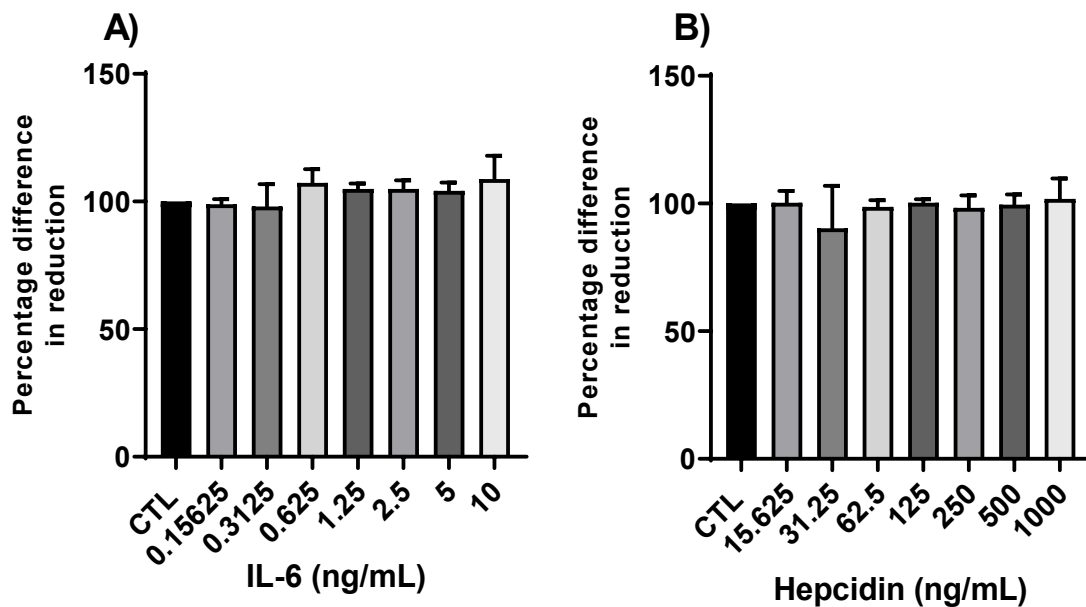 A)
Percentage difference
in reduction
150
100
50
0
CTL
0.15625
0.3125
0.625
1.25
2.5
5
10
IL-6 (ng/mL)
B)
Percentage difference
in reduction
150
100
50
0
CTL
15.625
31.25
62.5
125
250
500
1000
Hepcidin (ng/mL)